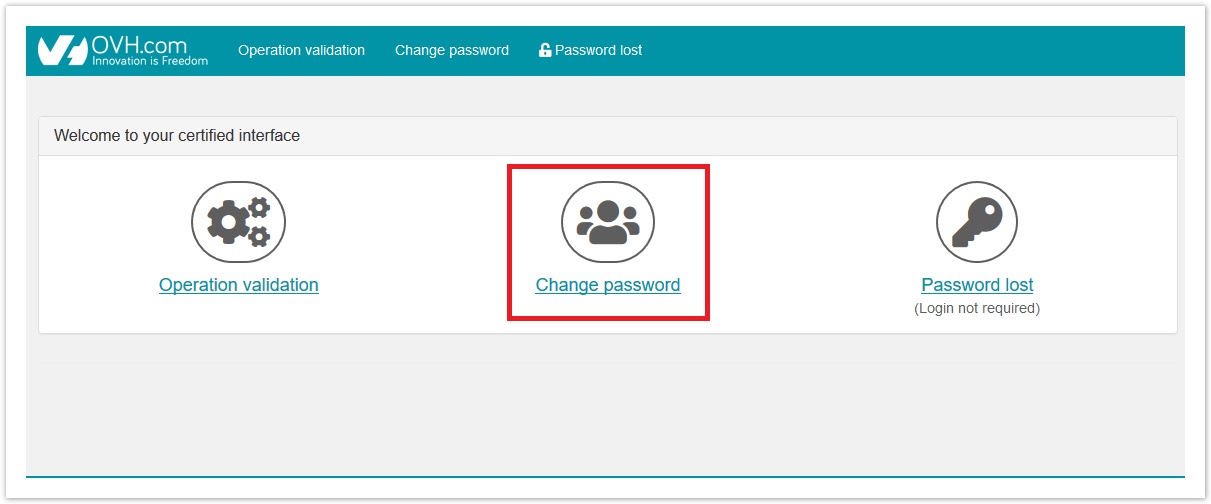 OVH.com
Innovation is Freedom
Operation validation
Change password
Password lost
Welcome to your certified interface
Operation validation
Change password
Password lost
(Login not required)